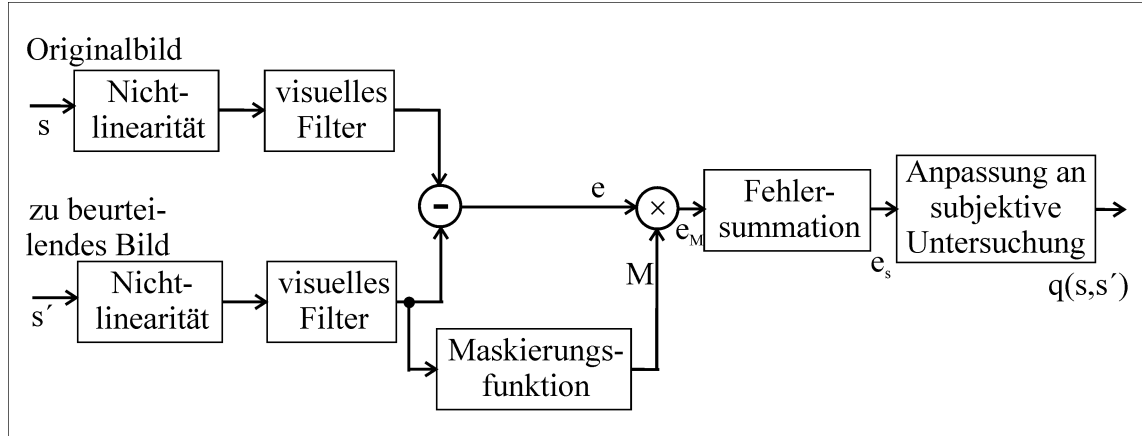 Originalbild
s
Nicht-
linearität
visuelles
Filter
zu beurtei-
lendes Bild
s´
Nicht-
linearität
visuelles
Filter
-
e
×
M
e_M
Maskierungs-
funktion
Fehler-
summation
e_s
Anpassung an
subjektive
Untersuchung
q(s,s´)